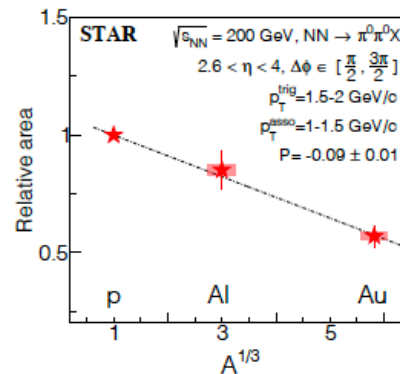 1.5
STAR
√s_NN = 200 GeV, NN → π⁰π⁰X
2.6 < η < 4, Δϕ ∈ [π/2, 3π/2]
p_T^trig=1.5-2 GeV/c
p_T^asso=1-1.5 GeV/c
P= -0.09 ± 0.01
Relative area
1
0.5
p Al Au
1 3 5
A^1/3